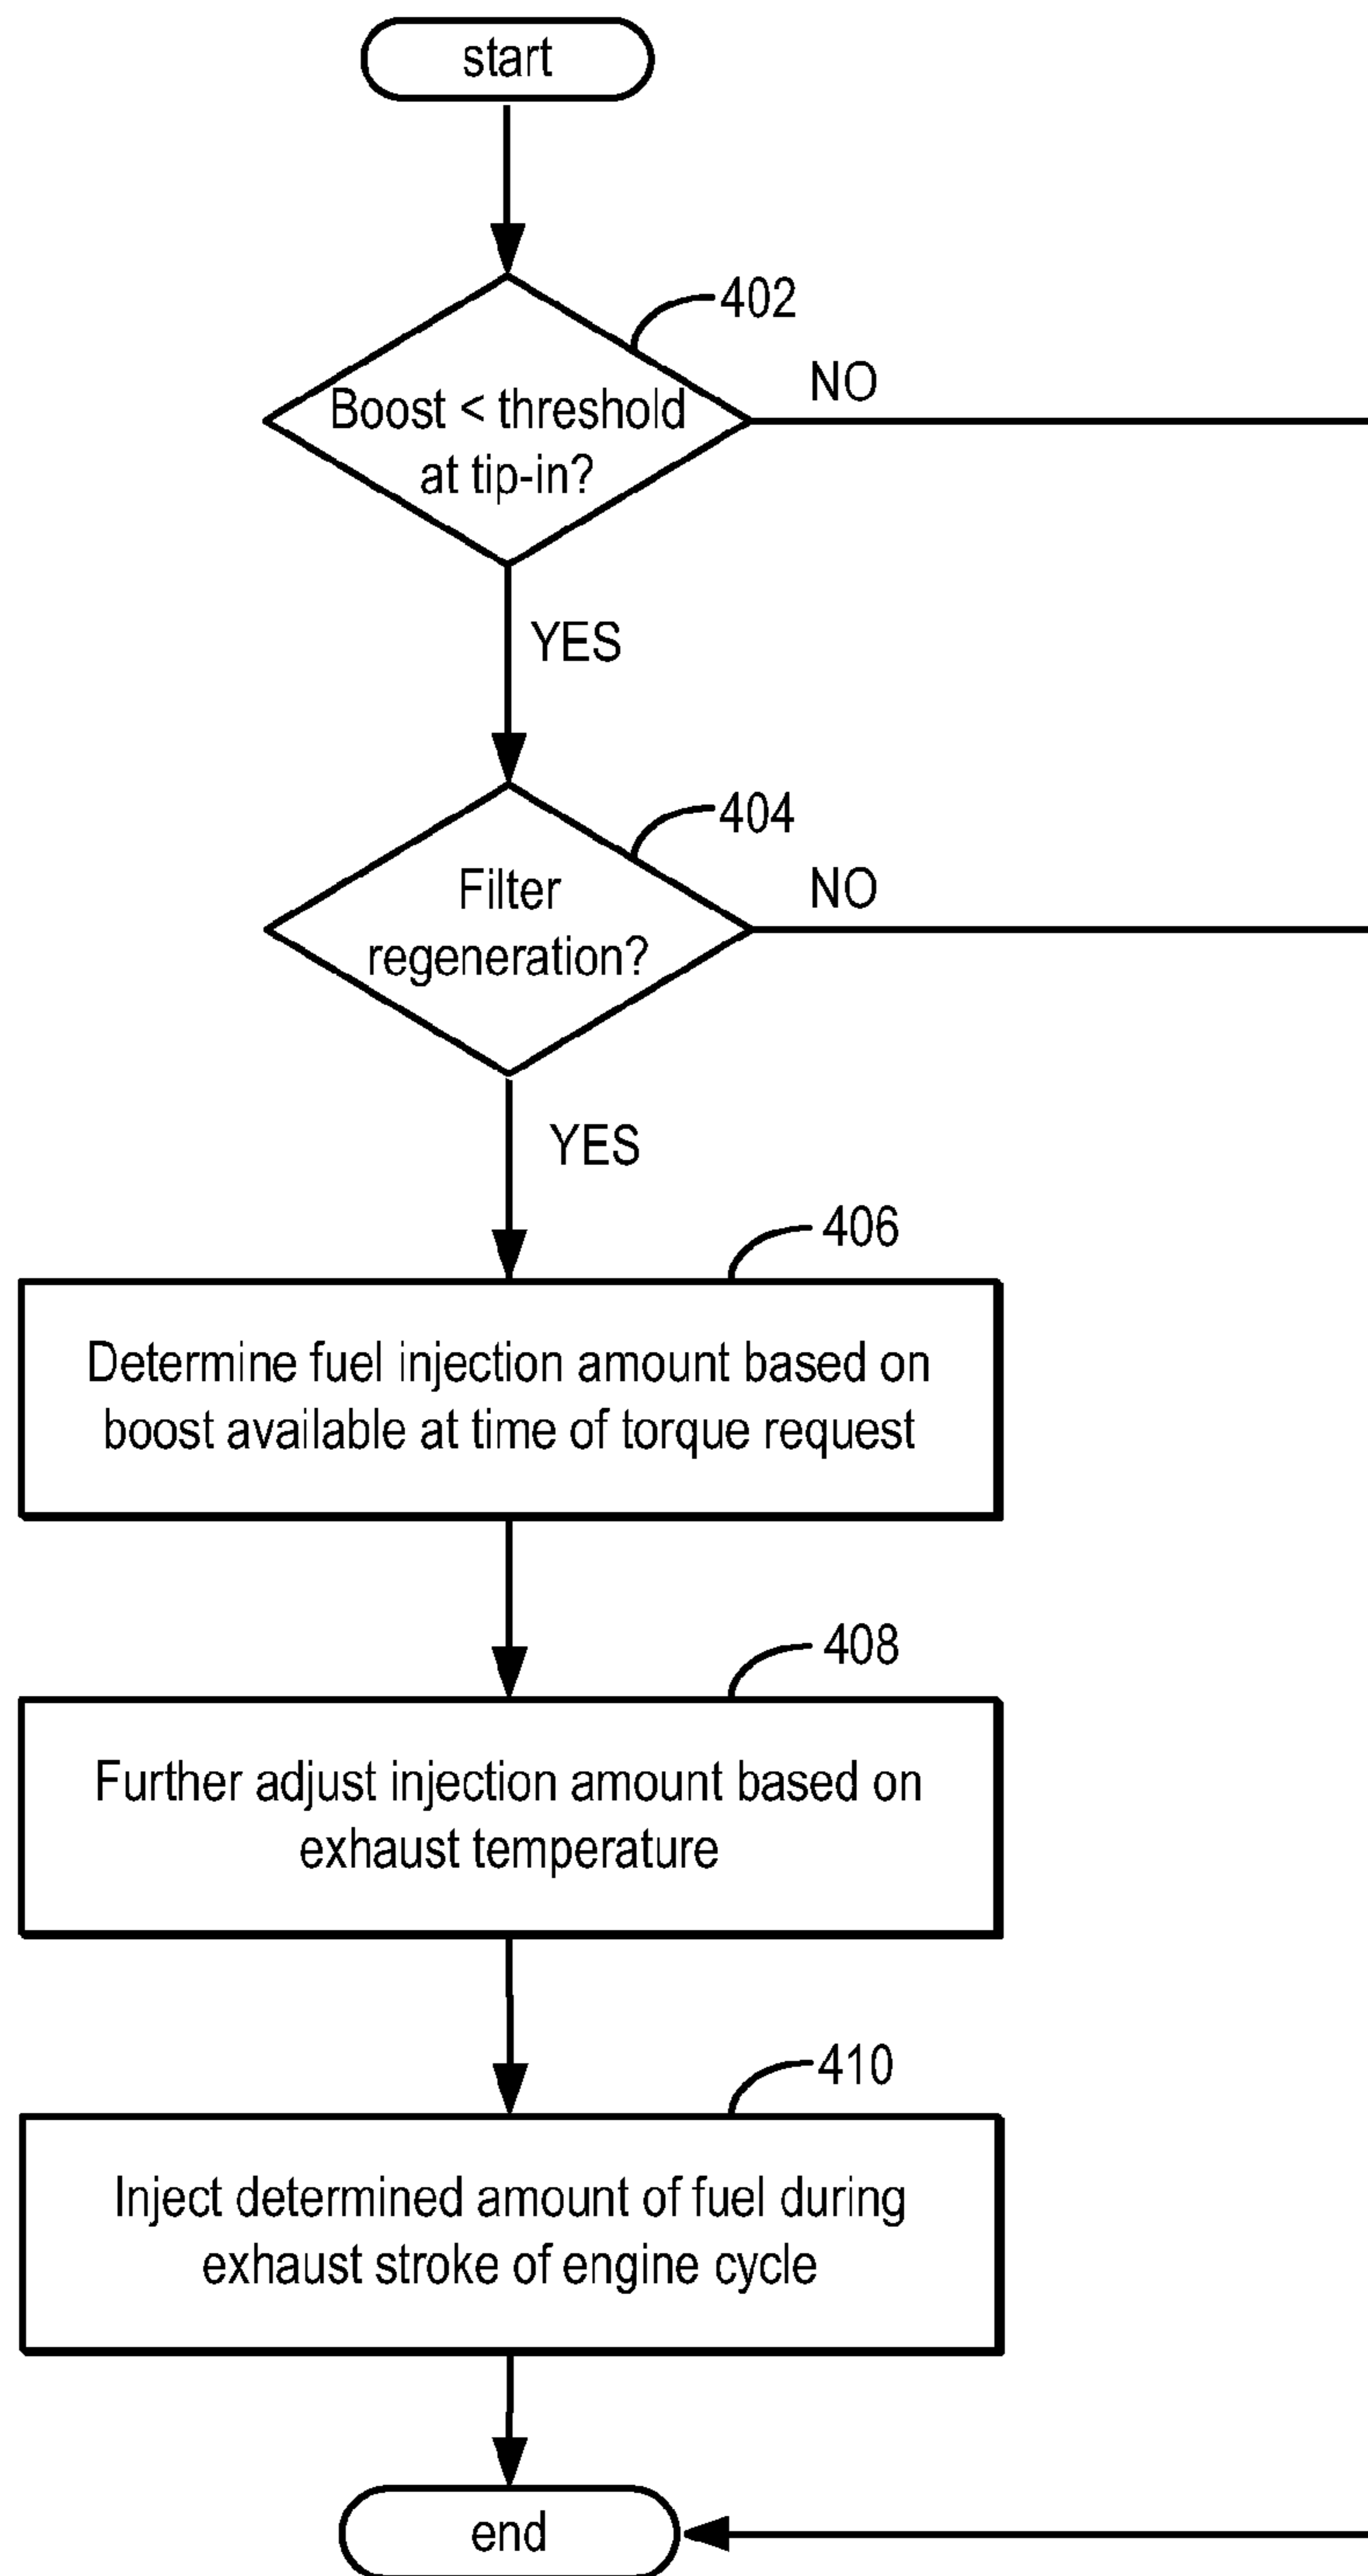 start
402
Boost < threshold
at tip-in?
NO
YES
404
Filter
regeneration?
NO
YES
406
Determine fuel injection amount based on
boost available at time of torque request
408
Further adjust injection amount based on
exhaust temperature
410
Inject determined amount of fuel during
exhaust stroke of engine cycle
end